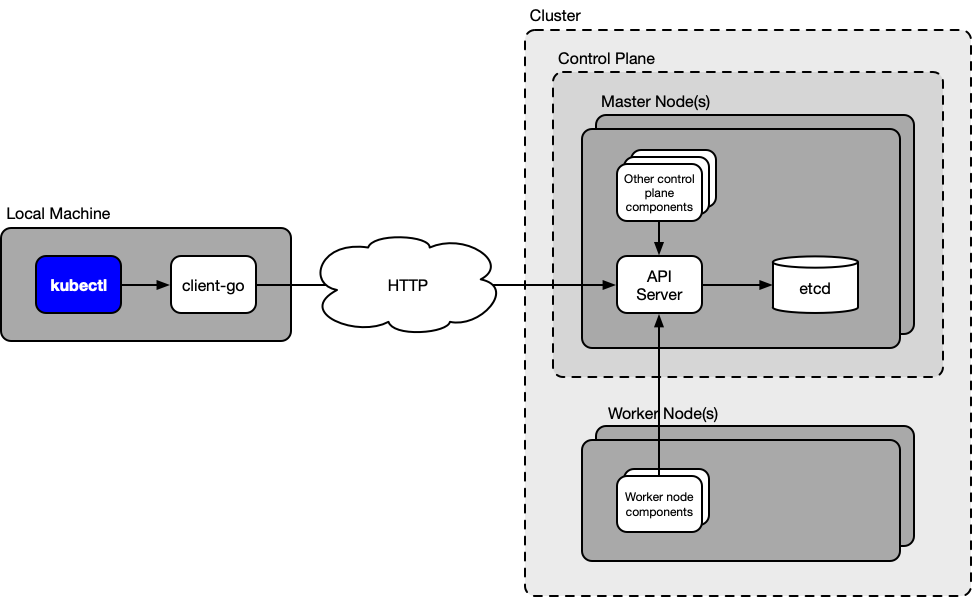 Cluster
Control Plane
Master Node(s)
Other control
plane
components
Local Machine
kubectl
client-go
HTTP
API
Server
etcd
Worker Node(s)
Worker node
components